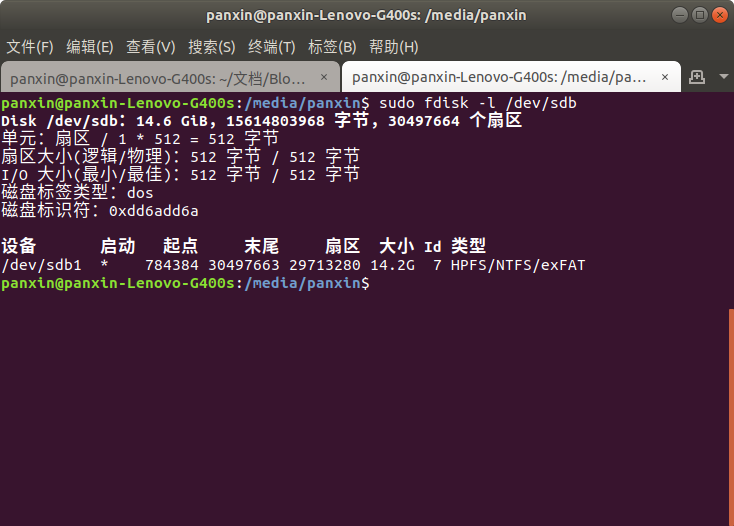 panxin@panxin-Lenovo-G400s: /media/panxin
文件(F) 编辑(E) 查看(V) 搜索(S) 终端(T) 标签(B) 帮助(H)
panxin@panxin-Lenovo-G400s: ~/文档/Blo… × panxin@panxin-Lenovo-G400s: /media/pa… ×
panxin@panxin-Lenovo-G400s:/media/panxin$ sudo fdisk -l /dev/sdb
Disk /dev/sdb：14.6 GiB，15614803968 字节，30497664 个扇区
单元：扇区 / 1 * 512 = 512 字节
扇区大小(逻辑/物理)：512 字节 / 512 字节
I/O 大小(最小/最佳)：512 字节 / 512 字节
磁盘标签类型：dos
磁盘标识符：0xdd6add6a
设备 启动 起点 末尾 扇区 大小 Id 类型
/dev/sdb1 * 784384 30497663 29713280 14.2G 7 HPFS/NTFS/exFAT
panxin@panxin-Lenovo-G400s:/media/panxin$